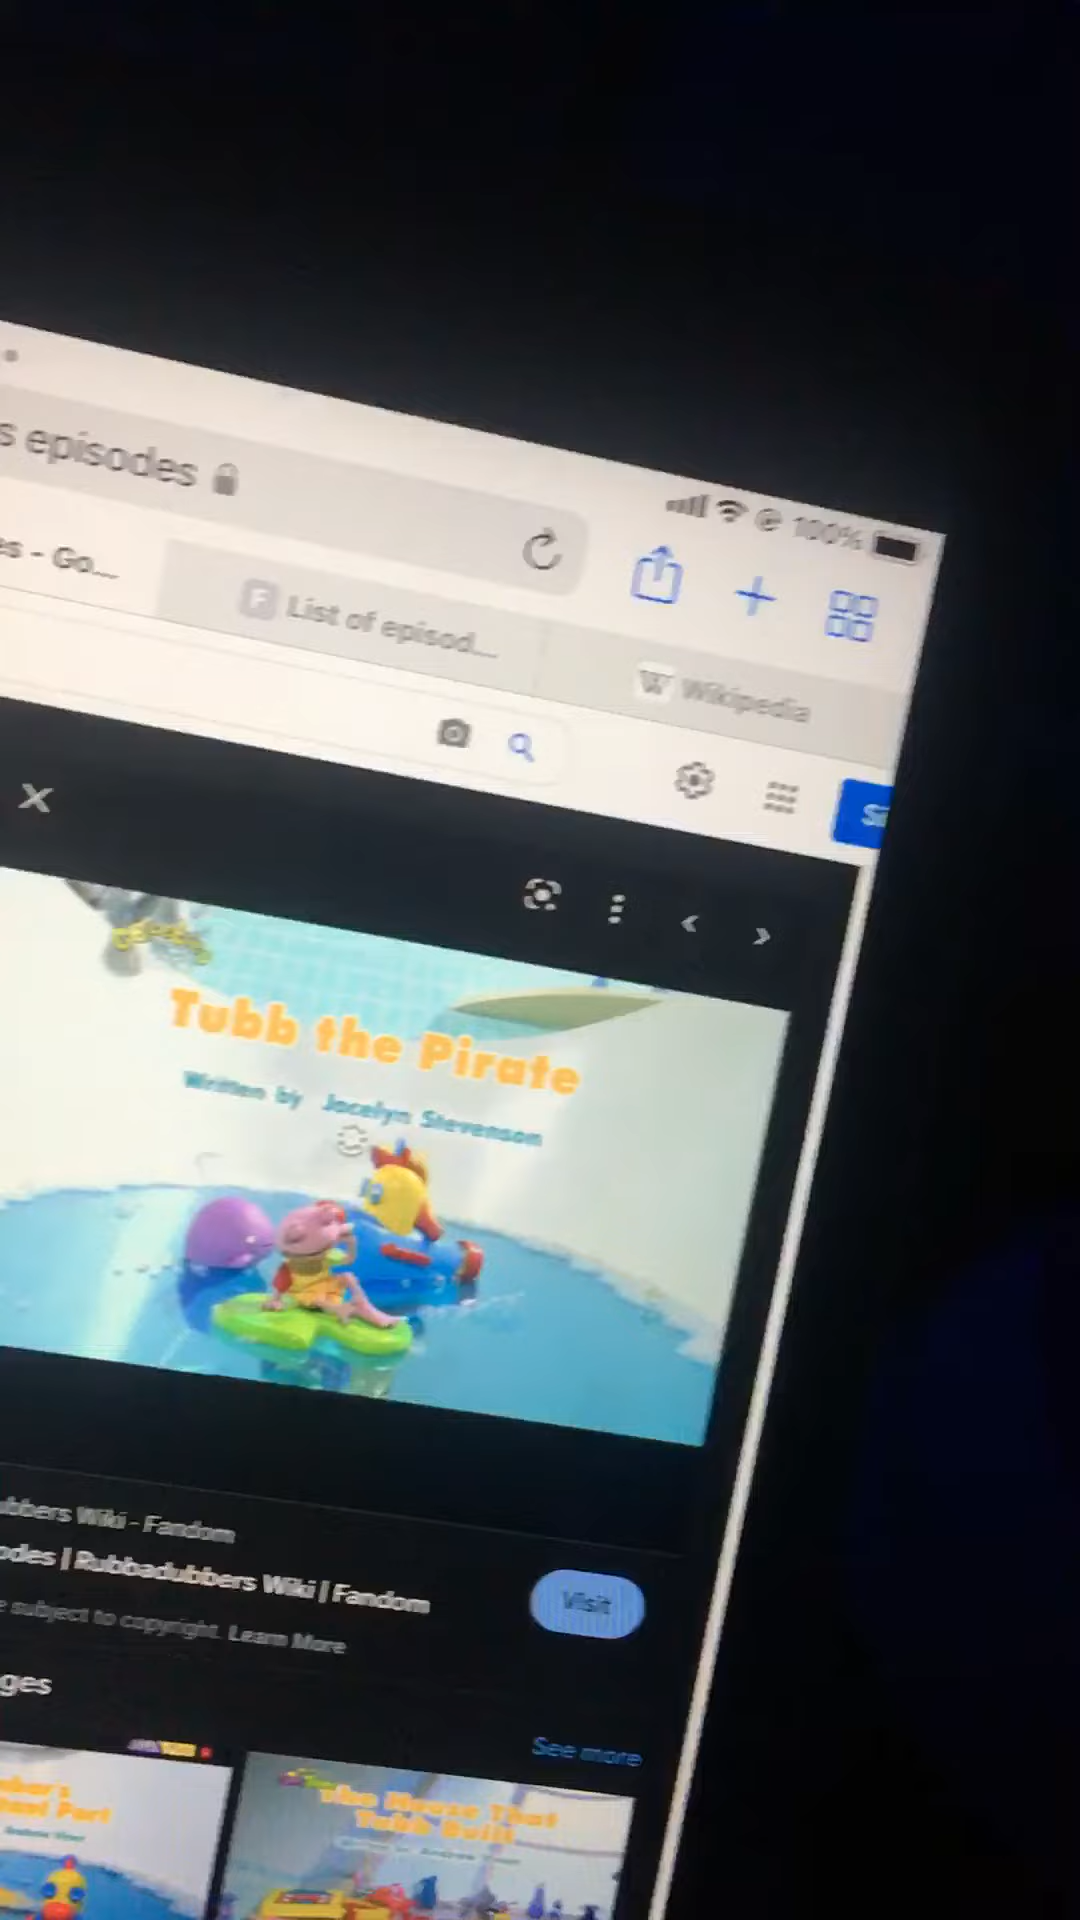 s episodes
100%
es - Go...
List of episod...
W Wikipedia
Tubb the Pirate
Written by Jocelyn Stevenson
ubbers Wiki - Fandom
odes | Rubbadubbers Wiki | Fandom
Visit
e subject to copyright. Learn More
ges
See more
The House That
Tubb Built